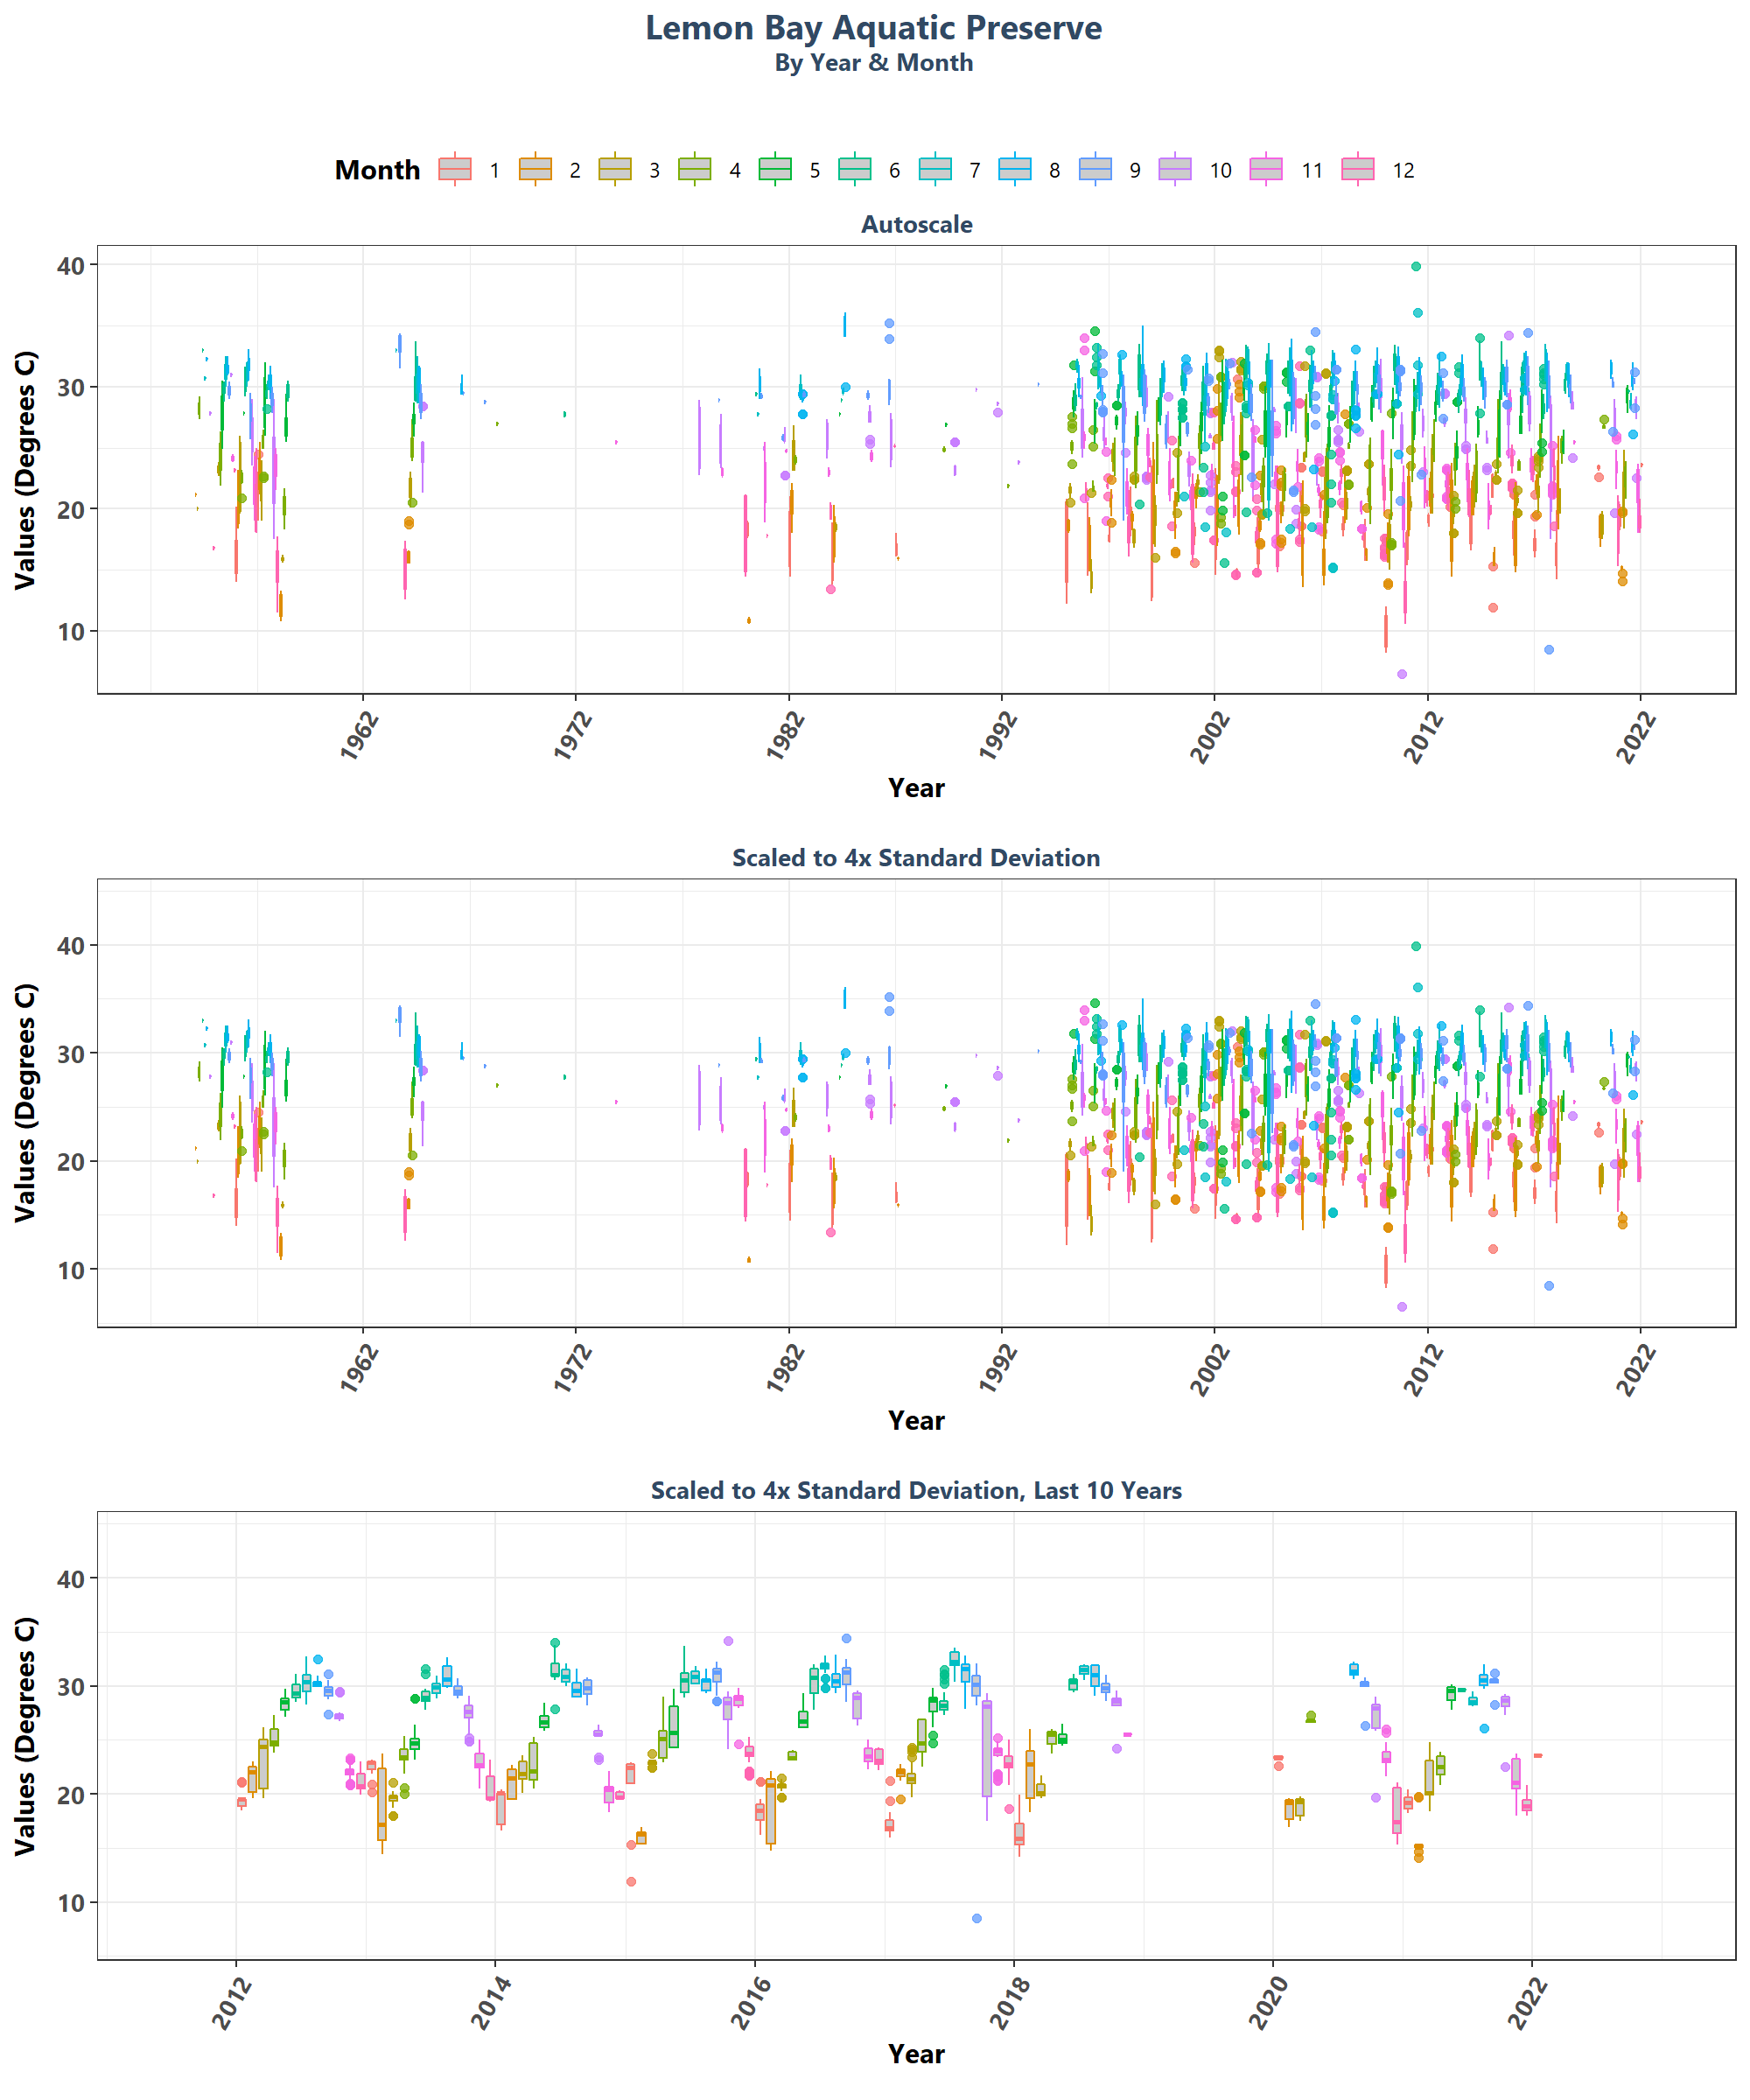 Lemon Bay Aquatic Preserve
By Year & Month
Month 1 2 3 4 5 6 7 8 9 10 11 12
Autoscale
Values (Degrees C)
40
30
20
10
1962 1972 1982 1992 2002 2012 2022
Year
Scaled to 4x Standard Deviation
Values (Degrees C)
40
30
20
10
1962 1972 1982 1992 2002 2012 2022
Year
Scaled to 4x Standard Deviation, Last 10 Years
Values (Degrees C)
40
30
20
10
2012 2014 2016 2018 2020 2022
Year